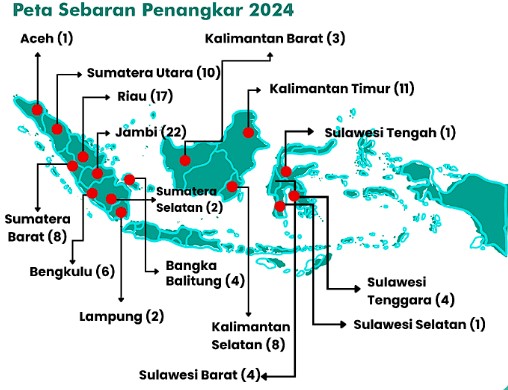 Peta Sebaran Penangkar 2024
Aceh (1)
Kalimantan Barat (3)
Sumatera Utara (10)
Riau (17)
Kalimantan Timur (11)
Jambi (22)
Sulawesi Tengah (1)
Sumatera
Selatan (2)
Sumatera
Barat (8)
Bengkulu (6)
Bangka
Balitung (4)
Lampung (2)
Kalimantan
Selatan (8)
Sulawesi
Tenggara (4)
Sulawesi Selatan (1)
Sulawesi Barat (4)